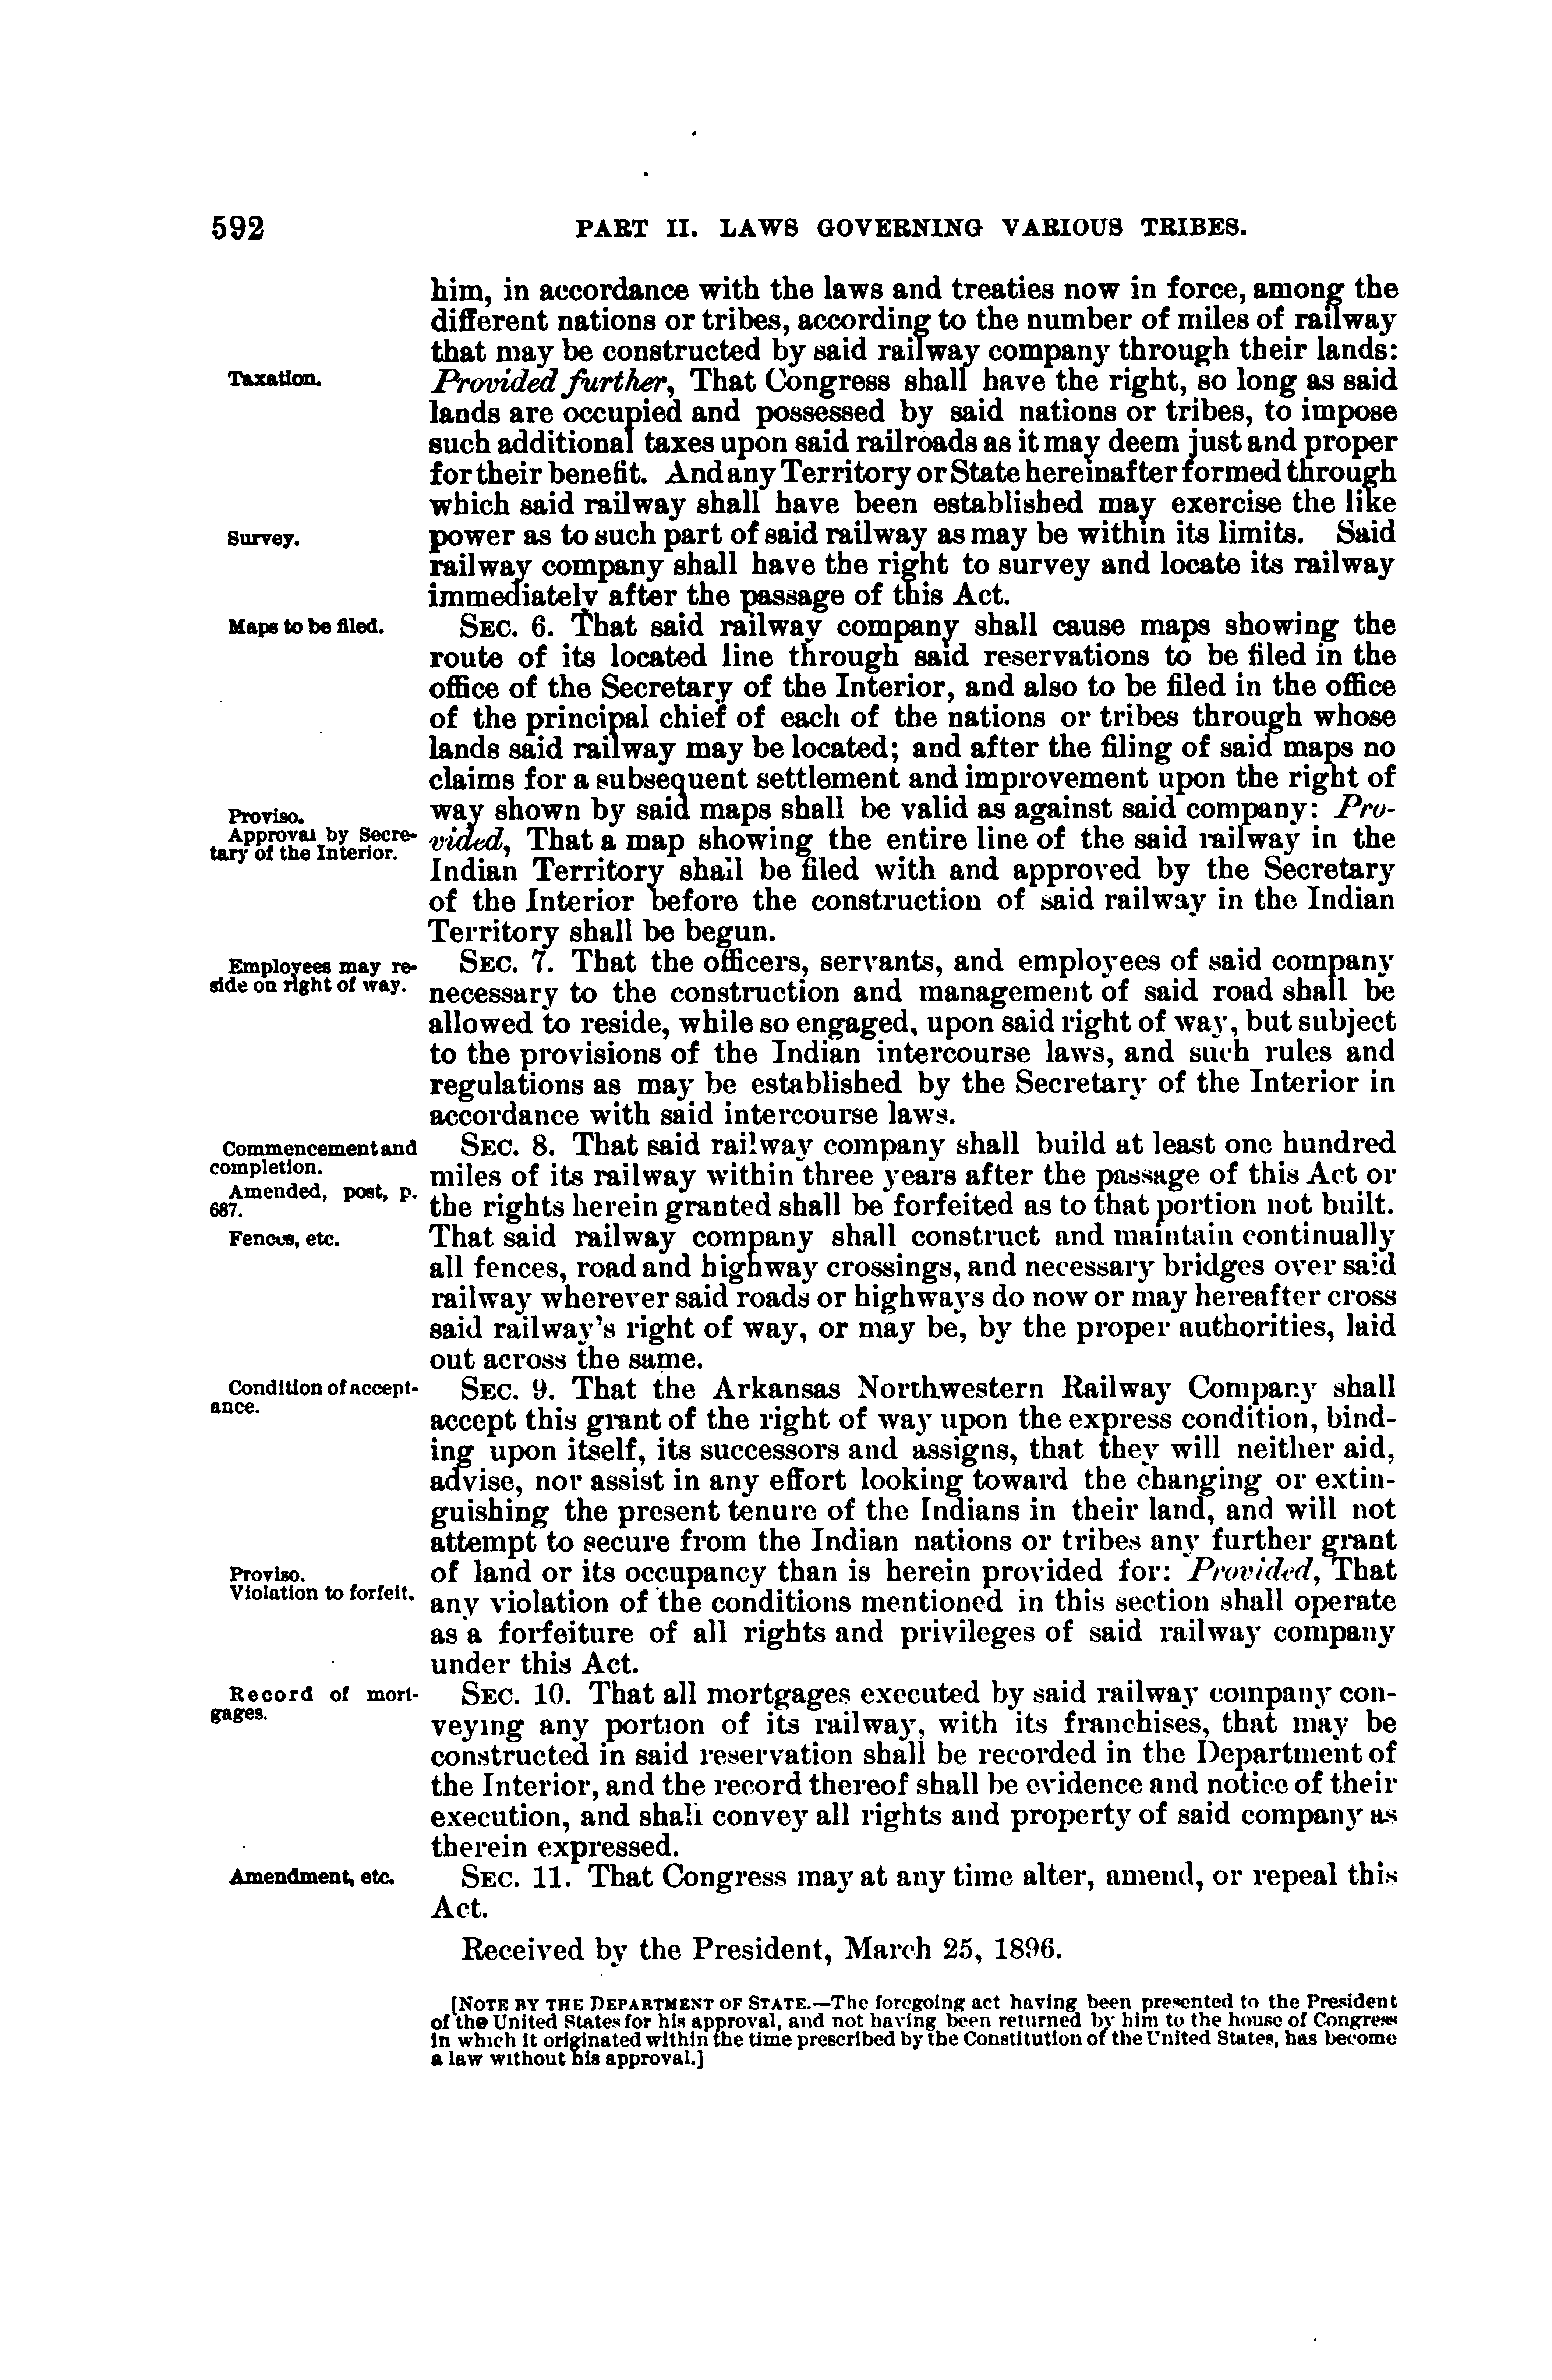 592
PART II. LAWS GOVERNING VARIOUS TRIBES.
him, in accordance with the laws and treaties now in force, among the
different nations or tribes, according to the number of miles of railway
that may be constructed by said railway company through their lands:
Taxation.
Provided further, That Congress shall have the right, so long as said
lands are occupied and possessed by said nations or tribes, to impose
such additional taxes upon said railroads as it may deem just and proper
for their benefit. And any Territory or State hereinafter formed through
which said railway shall have been established may exercise the like
Survey.
power as to such part of said railway as may be within its limits. Said
railway company shall have the right to survey and locate its railway
immediately after the passage of this Act.
Maps to be filed.
SEC. 6. That said railway company shall cause maps showing the
route of its located line through said reservations to be filed in the
office of the Secretary of the Interior, and also to be filed in the office
of the principal chief of each of the nations or tribes through whose
lands said railway may be located; and after the filing of said maps no
claims for a subsequent settlement and improvement upon the right of
Proviso.
way shown by said maps shall be valid as against said company: Pro-
Approval by Secre-
tary of the Interior.
vided, That a map showing the entire line of the said railway in the
Indian Territory shall be filed with and approved by the Secretary
of the Interior before the construction of said railway in the Indian
Territory shall be begun.
Employees may re-
side on right of way.
SEC. 7. That the officers, servants, and employees of said company
necessary to the construction and management of said road shall be
allowed to reside, while so engaged, upon said right of way, but subject
to the provisions of the Indian intercourse laws, and such rules and
regulations as may be established by the Secretary of the Interior in
accordance with said intercourse laws.
Commencement and
completion.
SEC. 8. That said railway company shall build at least one hundred
miles of its railway within three years after the passage of this Act or
Amended, post, p.
687.
the rights herein granted shall be forfeited as to that portion not built.
Fences, etc.
That said railway company shall construct and maintain continually
all fences, road and highway crossings, and necessary bridges over said
railway wherever said roads or highways do now or may hereafter cross
said railway's right of way, or may be, by the proper authorities, laid
out across the same.
Condition of accept-
ance.
SEC. 9. That the Arkansas Northwestern Railway Company shall
accept this grant of the right of way upon the express condition, bind-
ing upon itself, its successors and assigns, that they will neither aid,
advise, nor assist in any effort looking toward the changing or extin-
guishing the present tenure of the Indians in their land, and will not
attempt to secure from the Indian nations or tribes any further grant
Proviso.
Violation to forfeit.
of land or its occupancy than is herein provided for: Provided, That
any violation of the conditions mentioned in this section shall operate
as a forfeiture of all rights and privileges of said railway company
under this Act.
Record of mort-
gages.
SEC. 10. That all mortgages executed by said railway company con-
veying any portion of its railway, with its franchises, that may be
constructed in said reservation shall be recorded in the Department of
the Interior, and the record thereof shall be evidence and notice of their
execution, and shall convey all rights and property of said company as
therein expressed.
Amendment, etc.
SEC. 11. That Congress may at any time alter, amend, or repeal this
Act.
Received by the President, March 25, 1896.
[NOTE BY THE DEPARTMENT OF STATE.—The foregoing act having been presented to the President
of the United States for his approval, and not having been returned by him to the house of Congress
in which it originated within the time prescribed by the Constitution of the United States, has become
a law without his approval.]